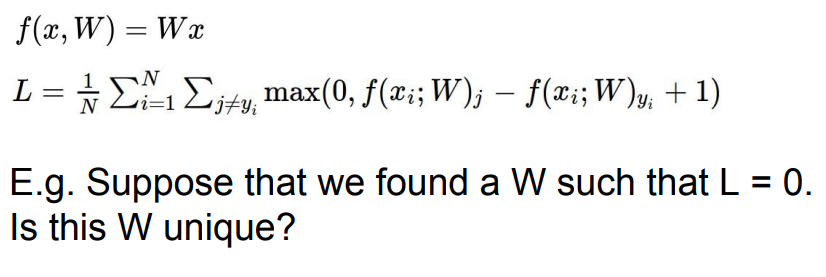 f(x, W) = Wx
L = \frac{1}{N} \sum_{i=1}^{N} \sum_{j \neq y_i} \max(0, f(x_i; W)_j - f(x_i; W)_{y_i} + 1)
E.g. Suppose that we found a W such that L = 0.
Is this W unique?